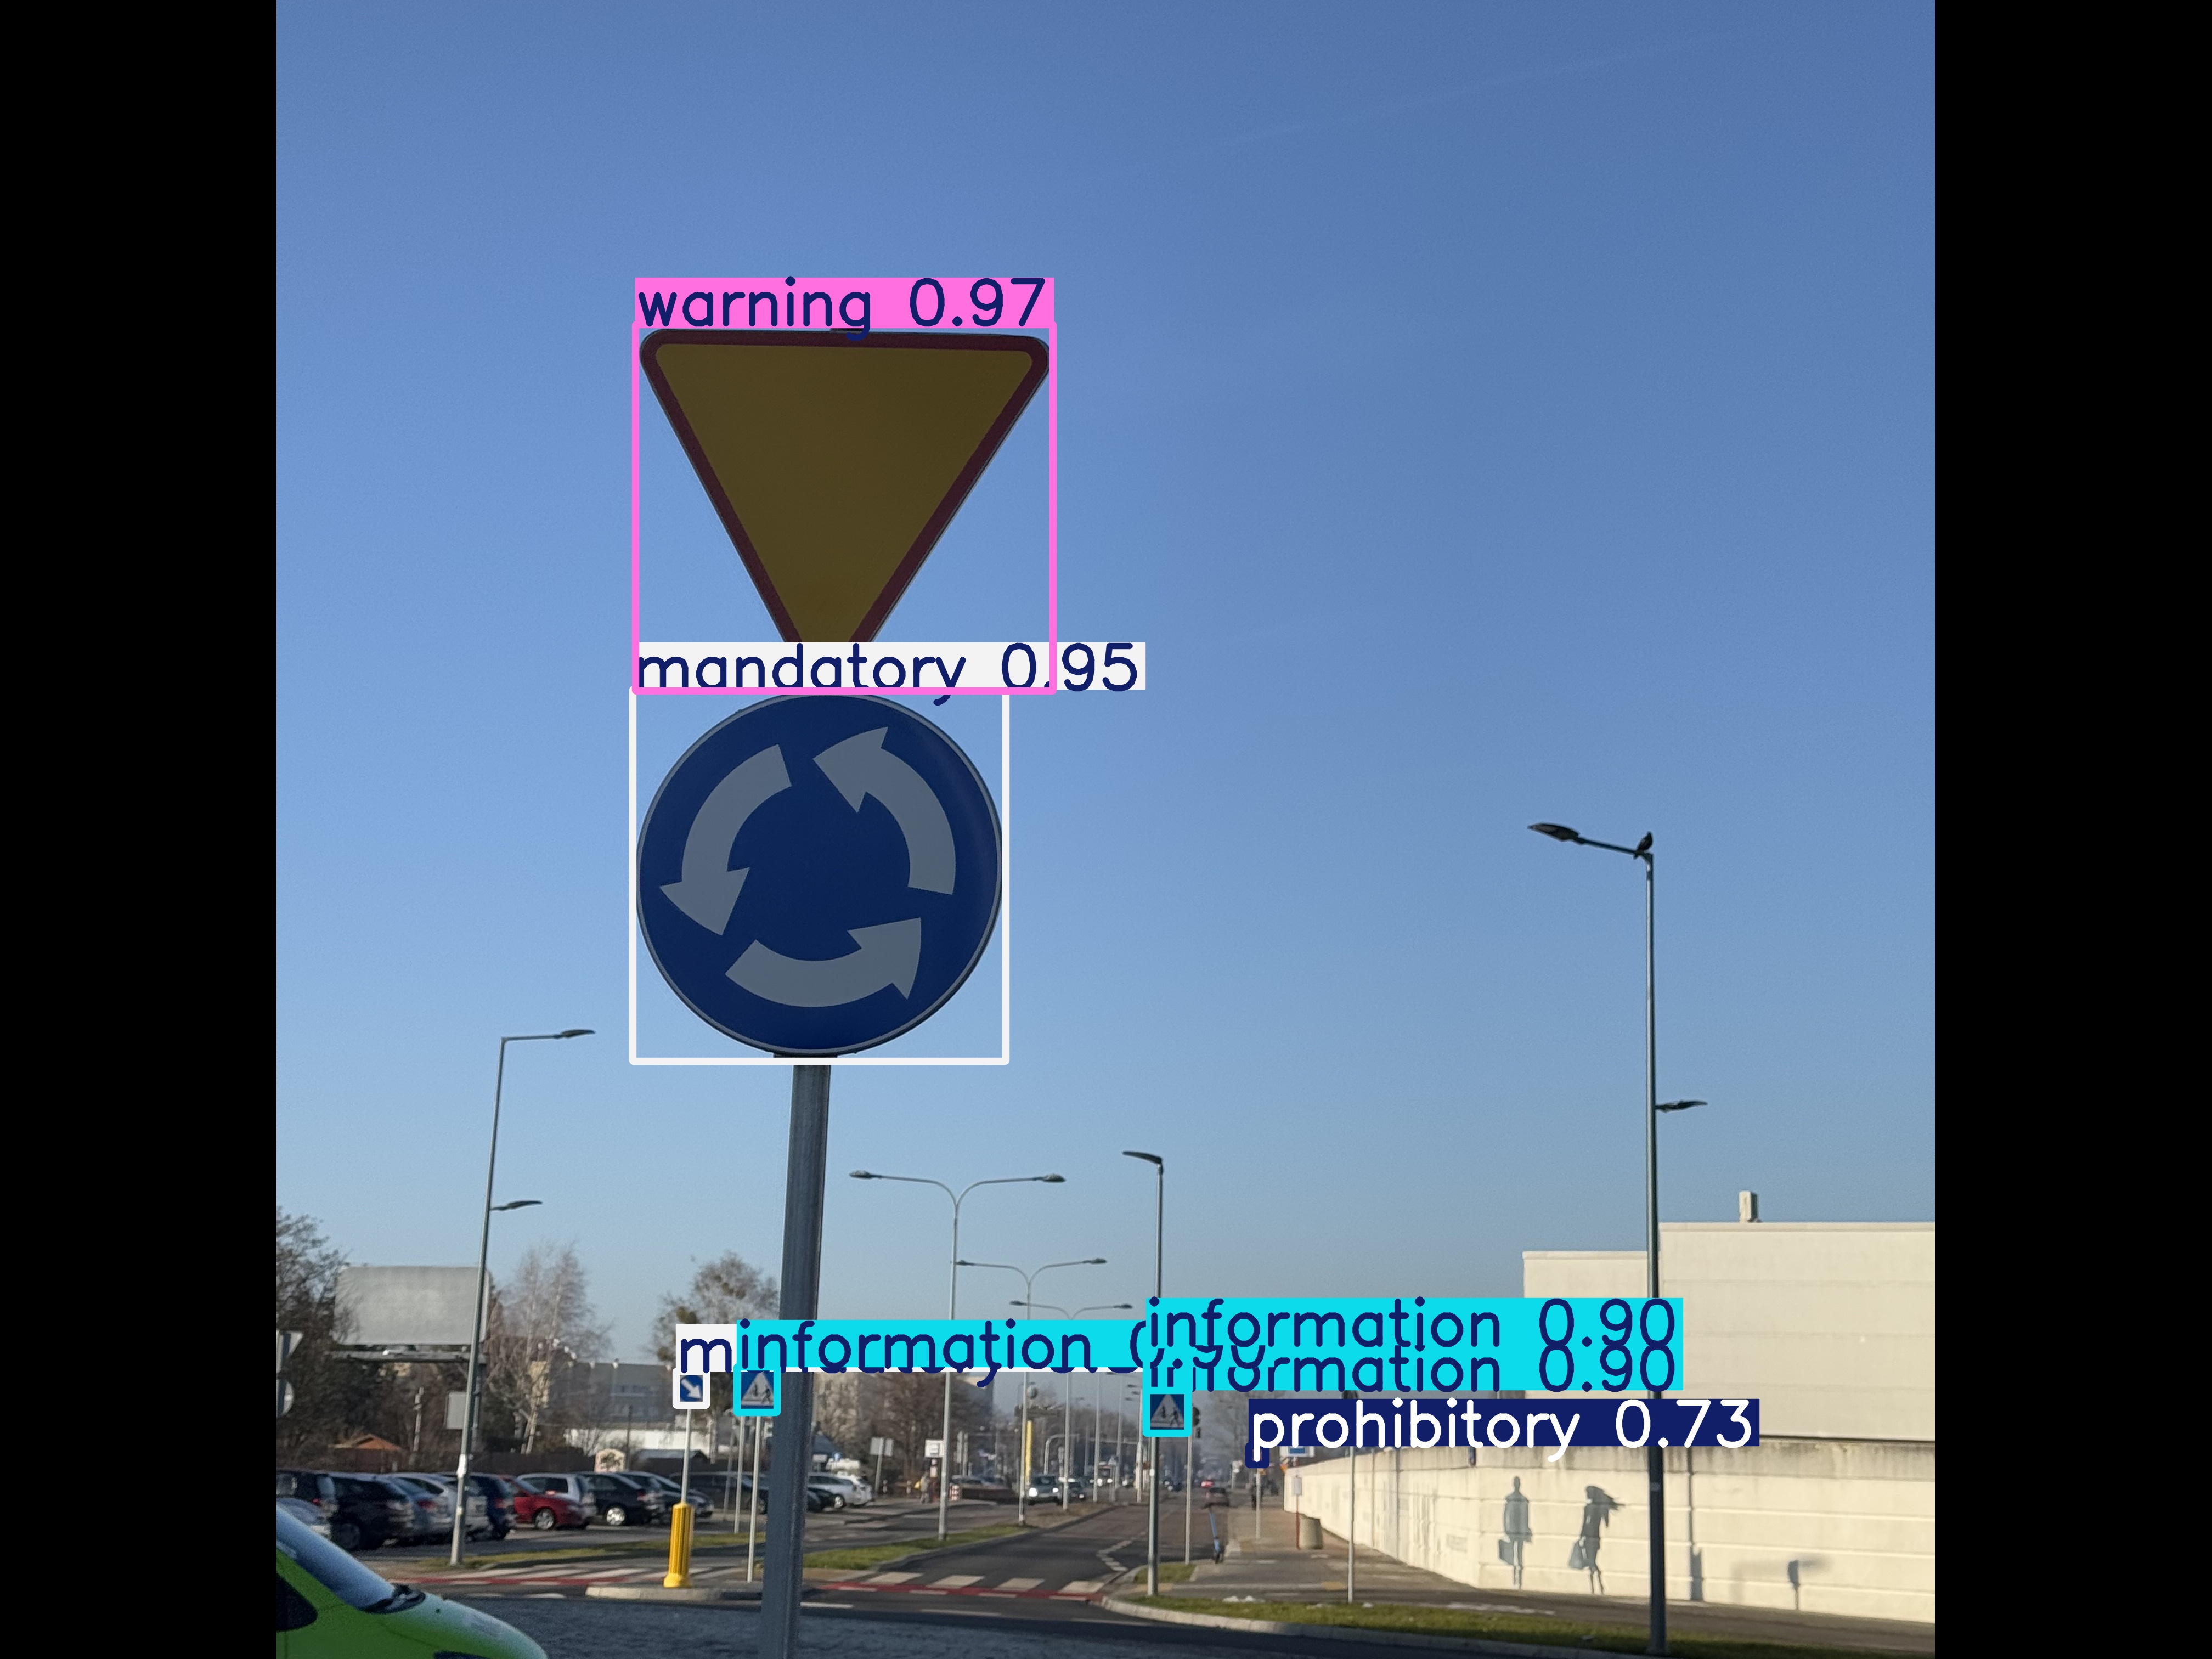 warning 0.97
mandatory 0.95
information 0.90
information 0.90
prohibitory 0.73